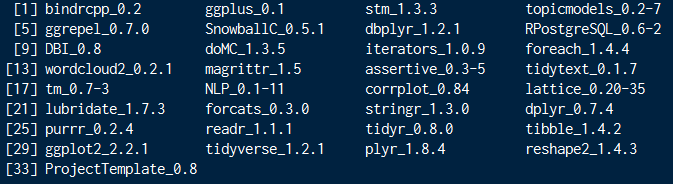 [1] bindrcpp_0.2 ggplus_0.1 stm_1.3.3 topicmodels_0.2-7
[5] ggrepel_0.7.0 SnowballC_0.5.1 dbplyr_1.2.1 RPostgreSQL_0.6-2
[9] DBI_0.8 doMC_1.3.5 iterators_1.0.9 foreach_1.4.4
[13] wordcloud2_0.2.1 magrittr_1.5 assertive_0.3-5 tidytext_0.1.7
[17] tm_0.7-3 NLP_0.1-11 corrplot_0.84 lattice_0.20-35
[21] lubridate_1.7.3 forcats_0.3.0 stringr_1.3.0 dplyr_0.7.4
[25] purrr_0.2.4 readr_1.1.1 tidyr_0.8.0 tibble_1.4.2
[29] ggplot2_2.2.1 tidyverse_1.2.1 plyr_1.8.4 reshape2_1.4.3
[33] ProjectTemplate_0.8